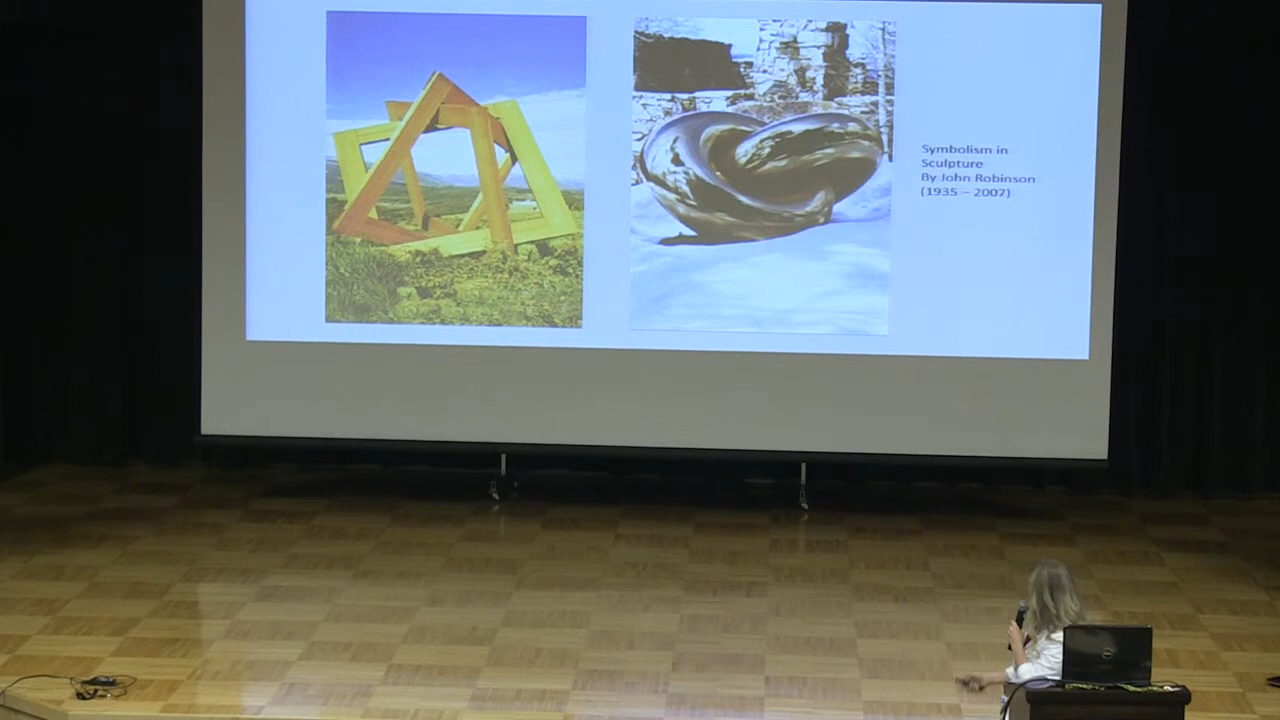 Symbolism in
Sculpture
By John Robinson
(1935 – 2007)